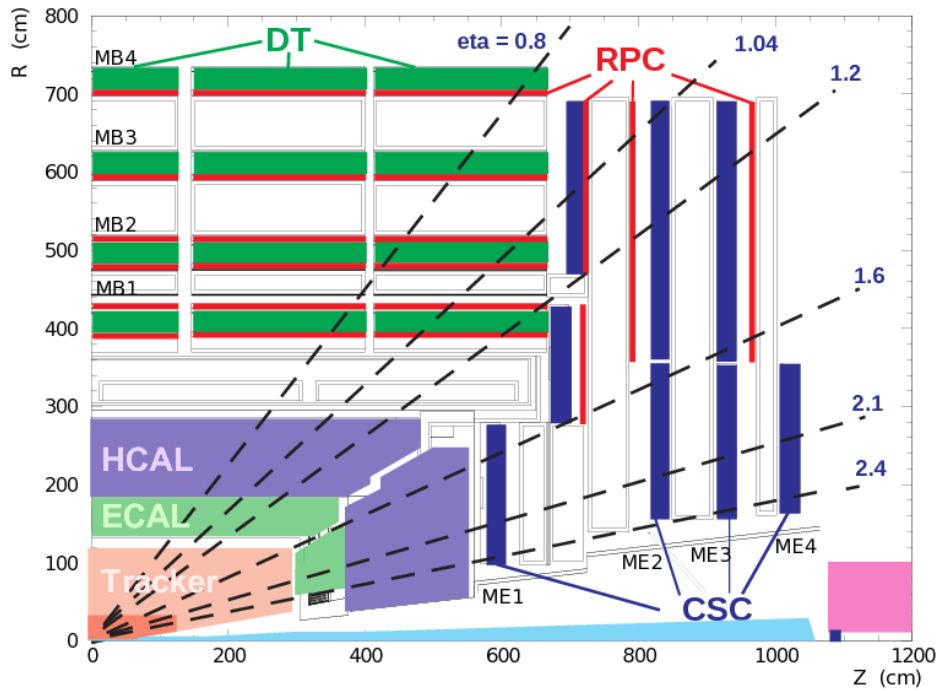 R (cm)
800
700
600
500
400
300
200
100
0
MB4
MB3
MB2
MB1
DT
eta = 0.8
RPC
1.04
1.2
1.6
2.1
2.4
HCAL
ECAL
Tracker
ME1
ME2
ME3
ME4
CSC
0
200
400
600
800
1000
1200
Z (cm)